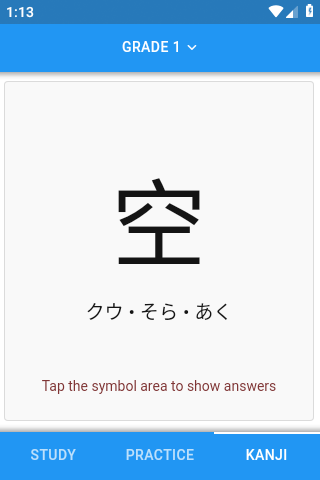 1:13
GRADE 1
空
クウ・そら・あく
Tap the symbol area to show answers
STUDY PRACTICE KANJI